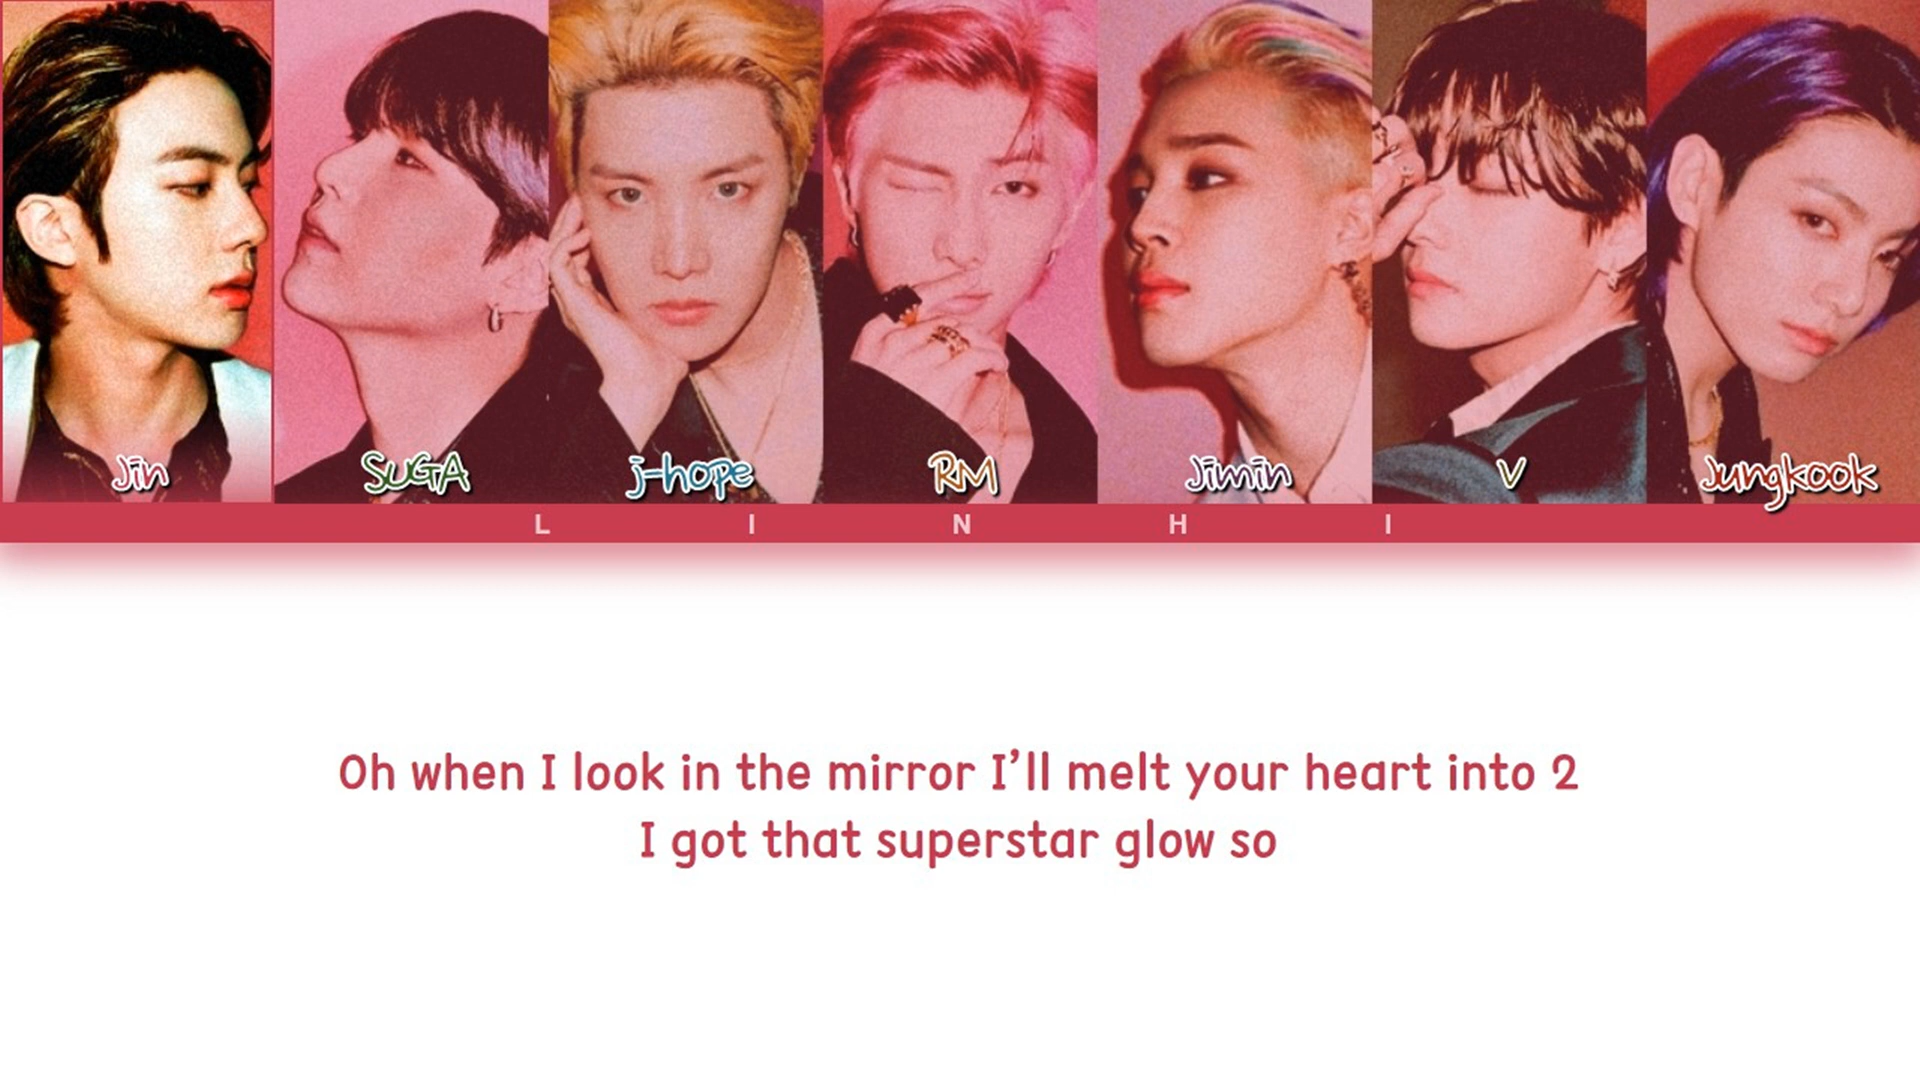 Jin SUGA j-hope RM Jimin V Jungkook
L I N H I
Oh when I look in the mirror I'll melt your heart into 2
I got that superstar glow so